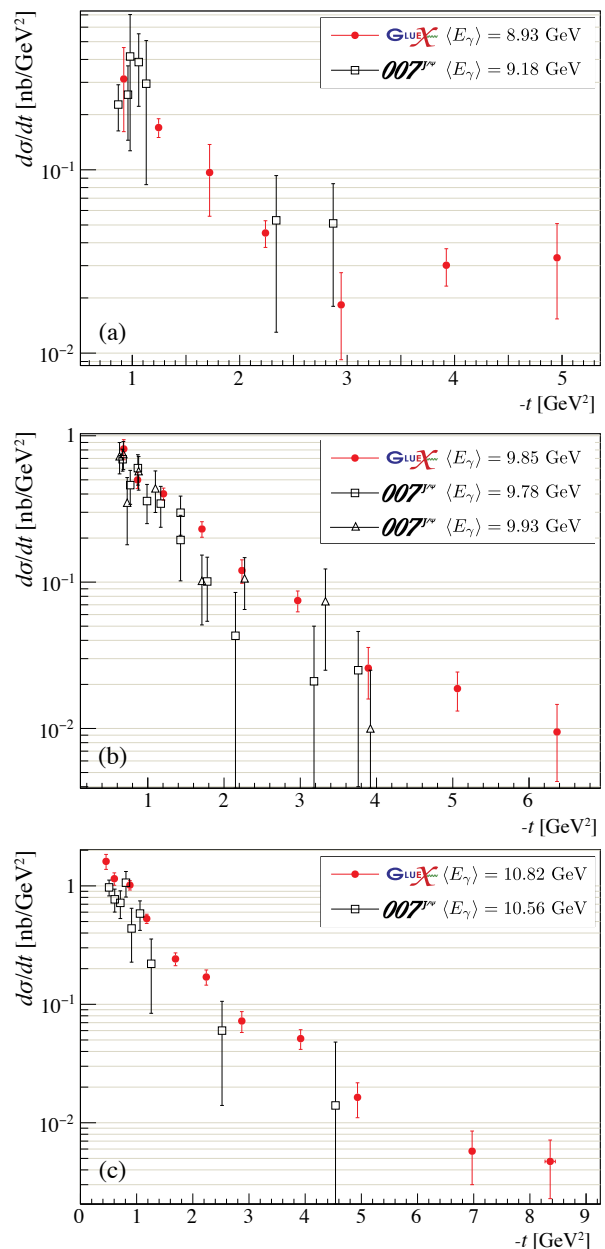 dσ/dt [nb/GeV²]
GLUEX ⟨Eγ⟩ = 8.93 GeV
007 J/ψ ⟨Eγ⟩ = 9.18 GeV
10⁻¹
10⁻²
(a)
1 2 3 4 5
-t [GeV²]
dσ/dt [nb/GeV²]
1
GLUEX ⟨Eγ⟩ = 9.85 GeV
007 J/ψ ⟨Eγ⟩ = 9.78 GeV
007 J/ψ ⟨Eγ⟩ = 9.93 GeV
10⁻¹
10⁻²
(b)
1 2 3 4 5 6
-t [GeV²]
dσ/dt [nb/GeV²]
GLUEX ⟨Eγ⟩ = 10.82 GeV
007 J/ψ ⟨Eγ⟩ = 10.56 GeV
1
10⁻¹
10⁻²
(c)
0 1 2 3 4 5 6 7 8 9
-t [GeV²]